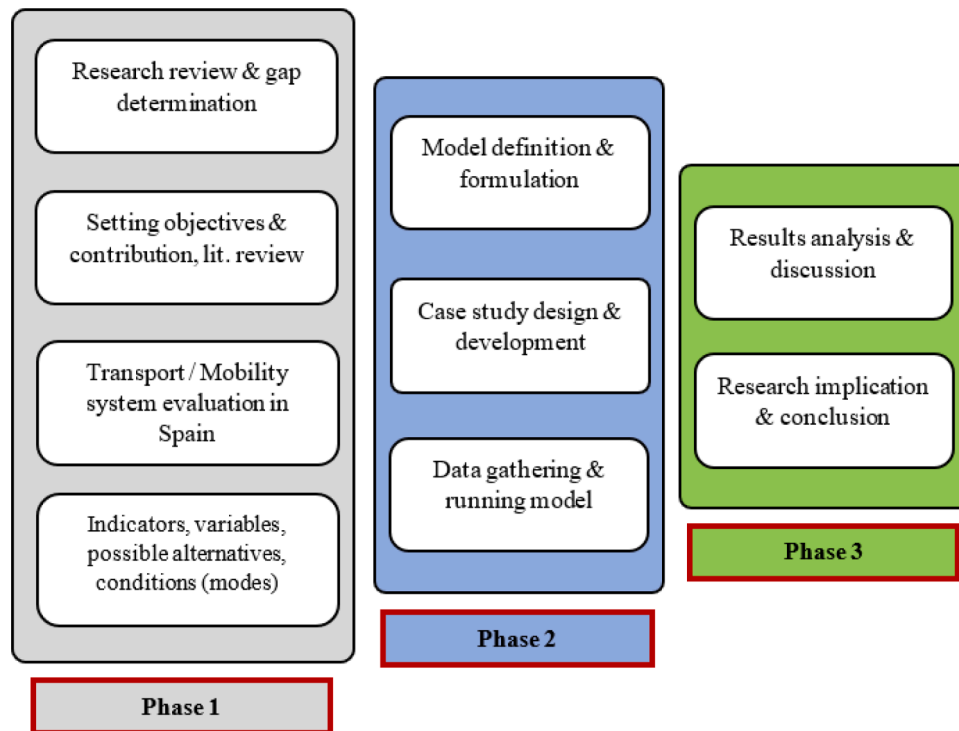 Research review & gap
determination
Setting objectives &
contribution, lit. review
Transport / Mobility
system evaluation in
Spain
Indicators, variables,
possible alternatives,
conditions (modes)
Phase 1
Model definition &
formulation
Case study design &
development
Data gathering &
running model
Phase 2
Results analysis &
discussion
Research implication
& conclusion
Phase 3